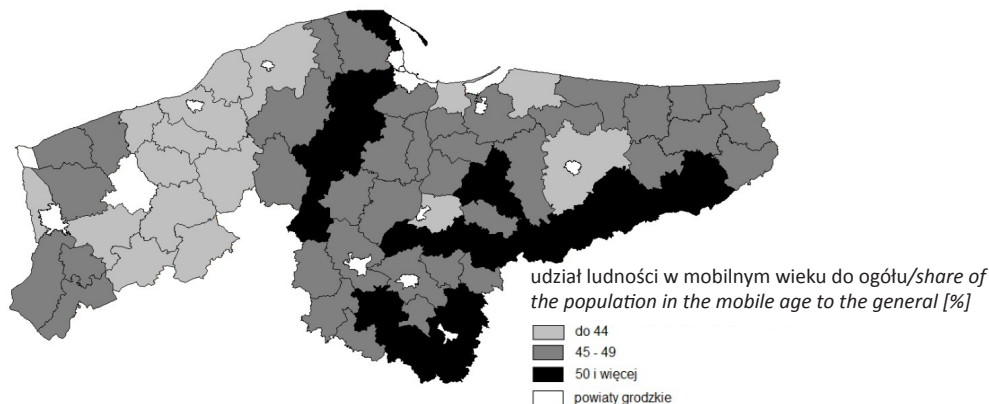 udział ludności w mobilnym wieku do ogółu/share of
the population in the mobile age to the general [%]
do 44
45 - 49
50 i więcej
powiaty grodzkie